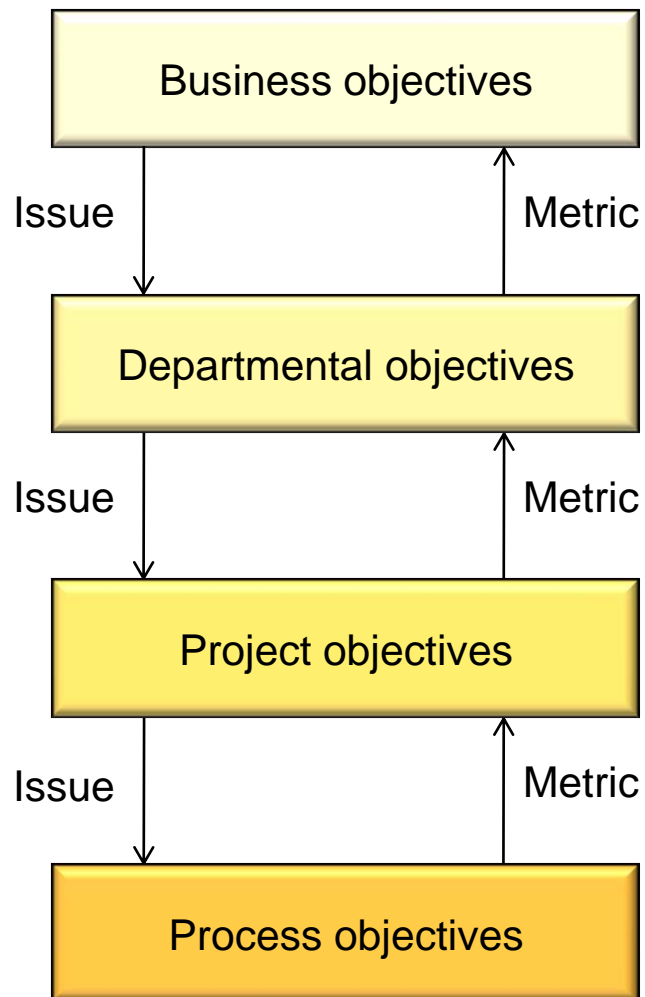 Business objectives
Issue
Metric
Departmental objectives
Issue
Metric
Project objectives
Issue
Metric
Process objectives